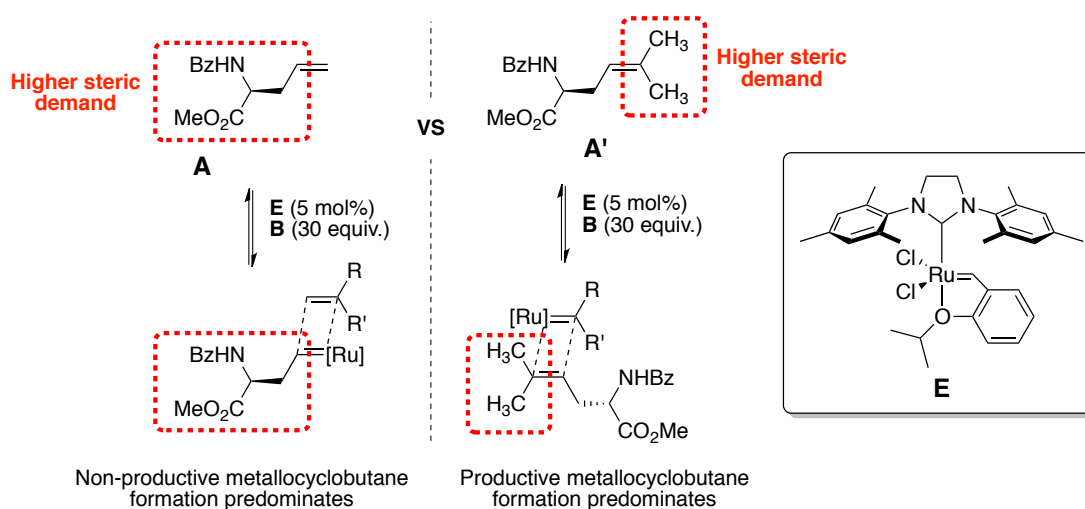 Higher steric
demand
BzHN
MeO2C
A
VS
BzHN
MeO2C
CH3
CH3
A'
Higher steric
demand
E (5 mol%)
B (30 equiv.)
E (5 mol%)
B (30 equiv.)
R
R'
[Ru]
BzHN
MeO2C
[Ru]
R
R'
H3C
H3C
NHBz
CO2Me
Non-productive metallocyclobutane
formation predominates
Productive metallocyclobutane
formation predominates
N
N
Cl
Cl
Ru
O
E